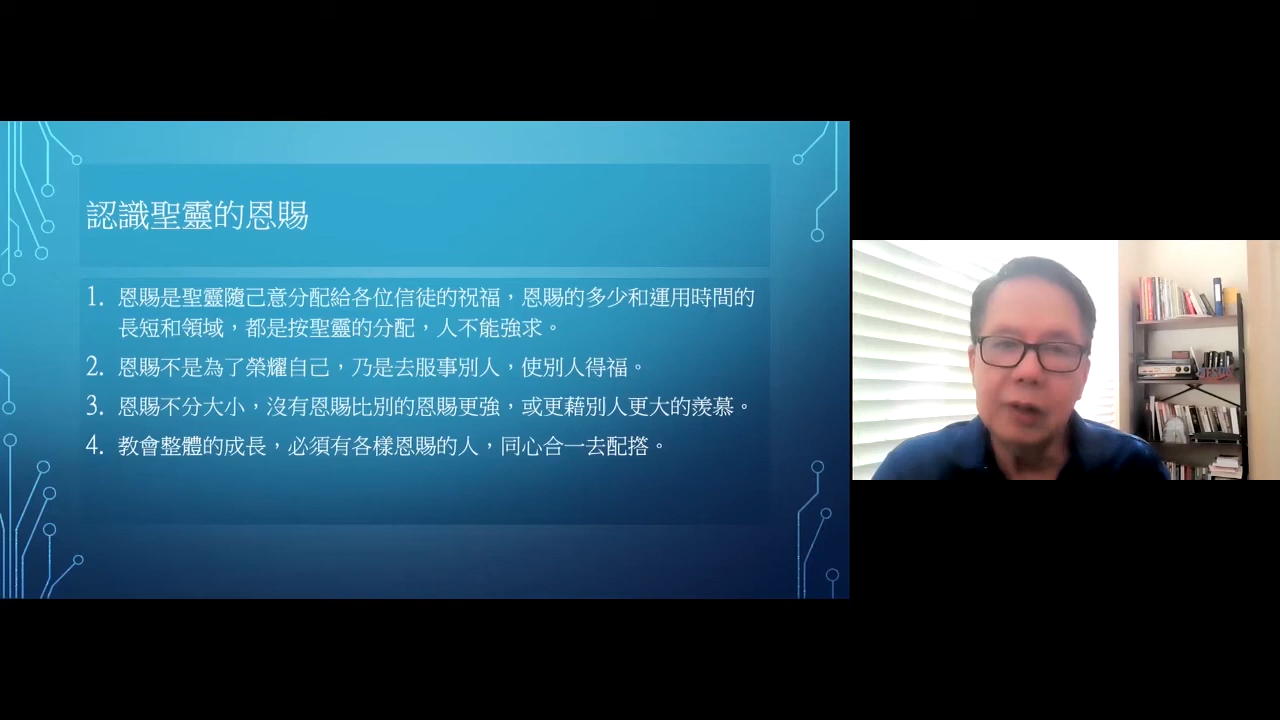 認識聖靈的恩賜
1. 恩賜是聖靈隨己意分配給各位信徒的祝福，恩賜的多少和運用時間的
長短和領域，都是按聖靈的分配，人不能強求。
2. 恩賜不是為了榮耀自己，乃是去服事別人，使別人得福。
3. 恩賜不分大小，沒有恩賜比別的恩賜更強，或更藉別人更大的羨慕。
4. 教會整體的成長，必須有各樣恩賜的人，同心合一去配搭。